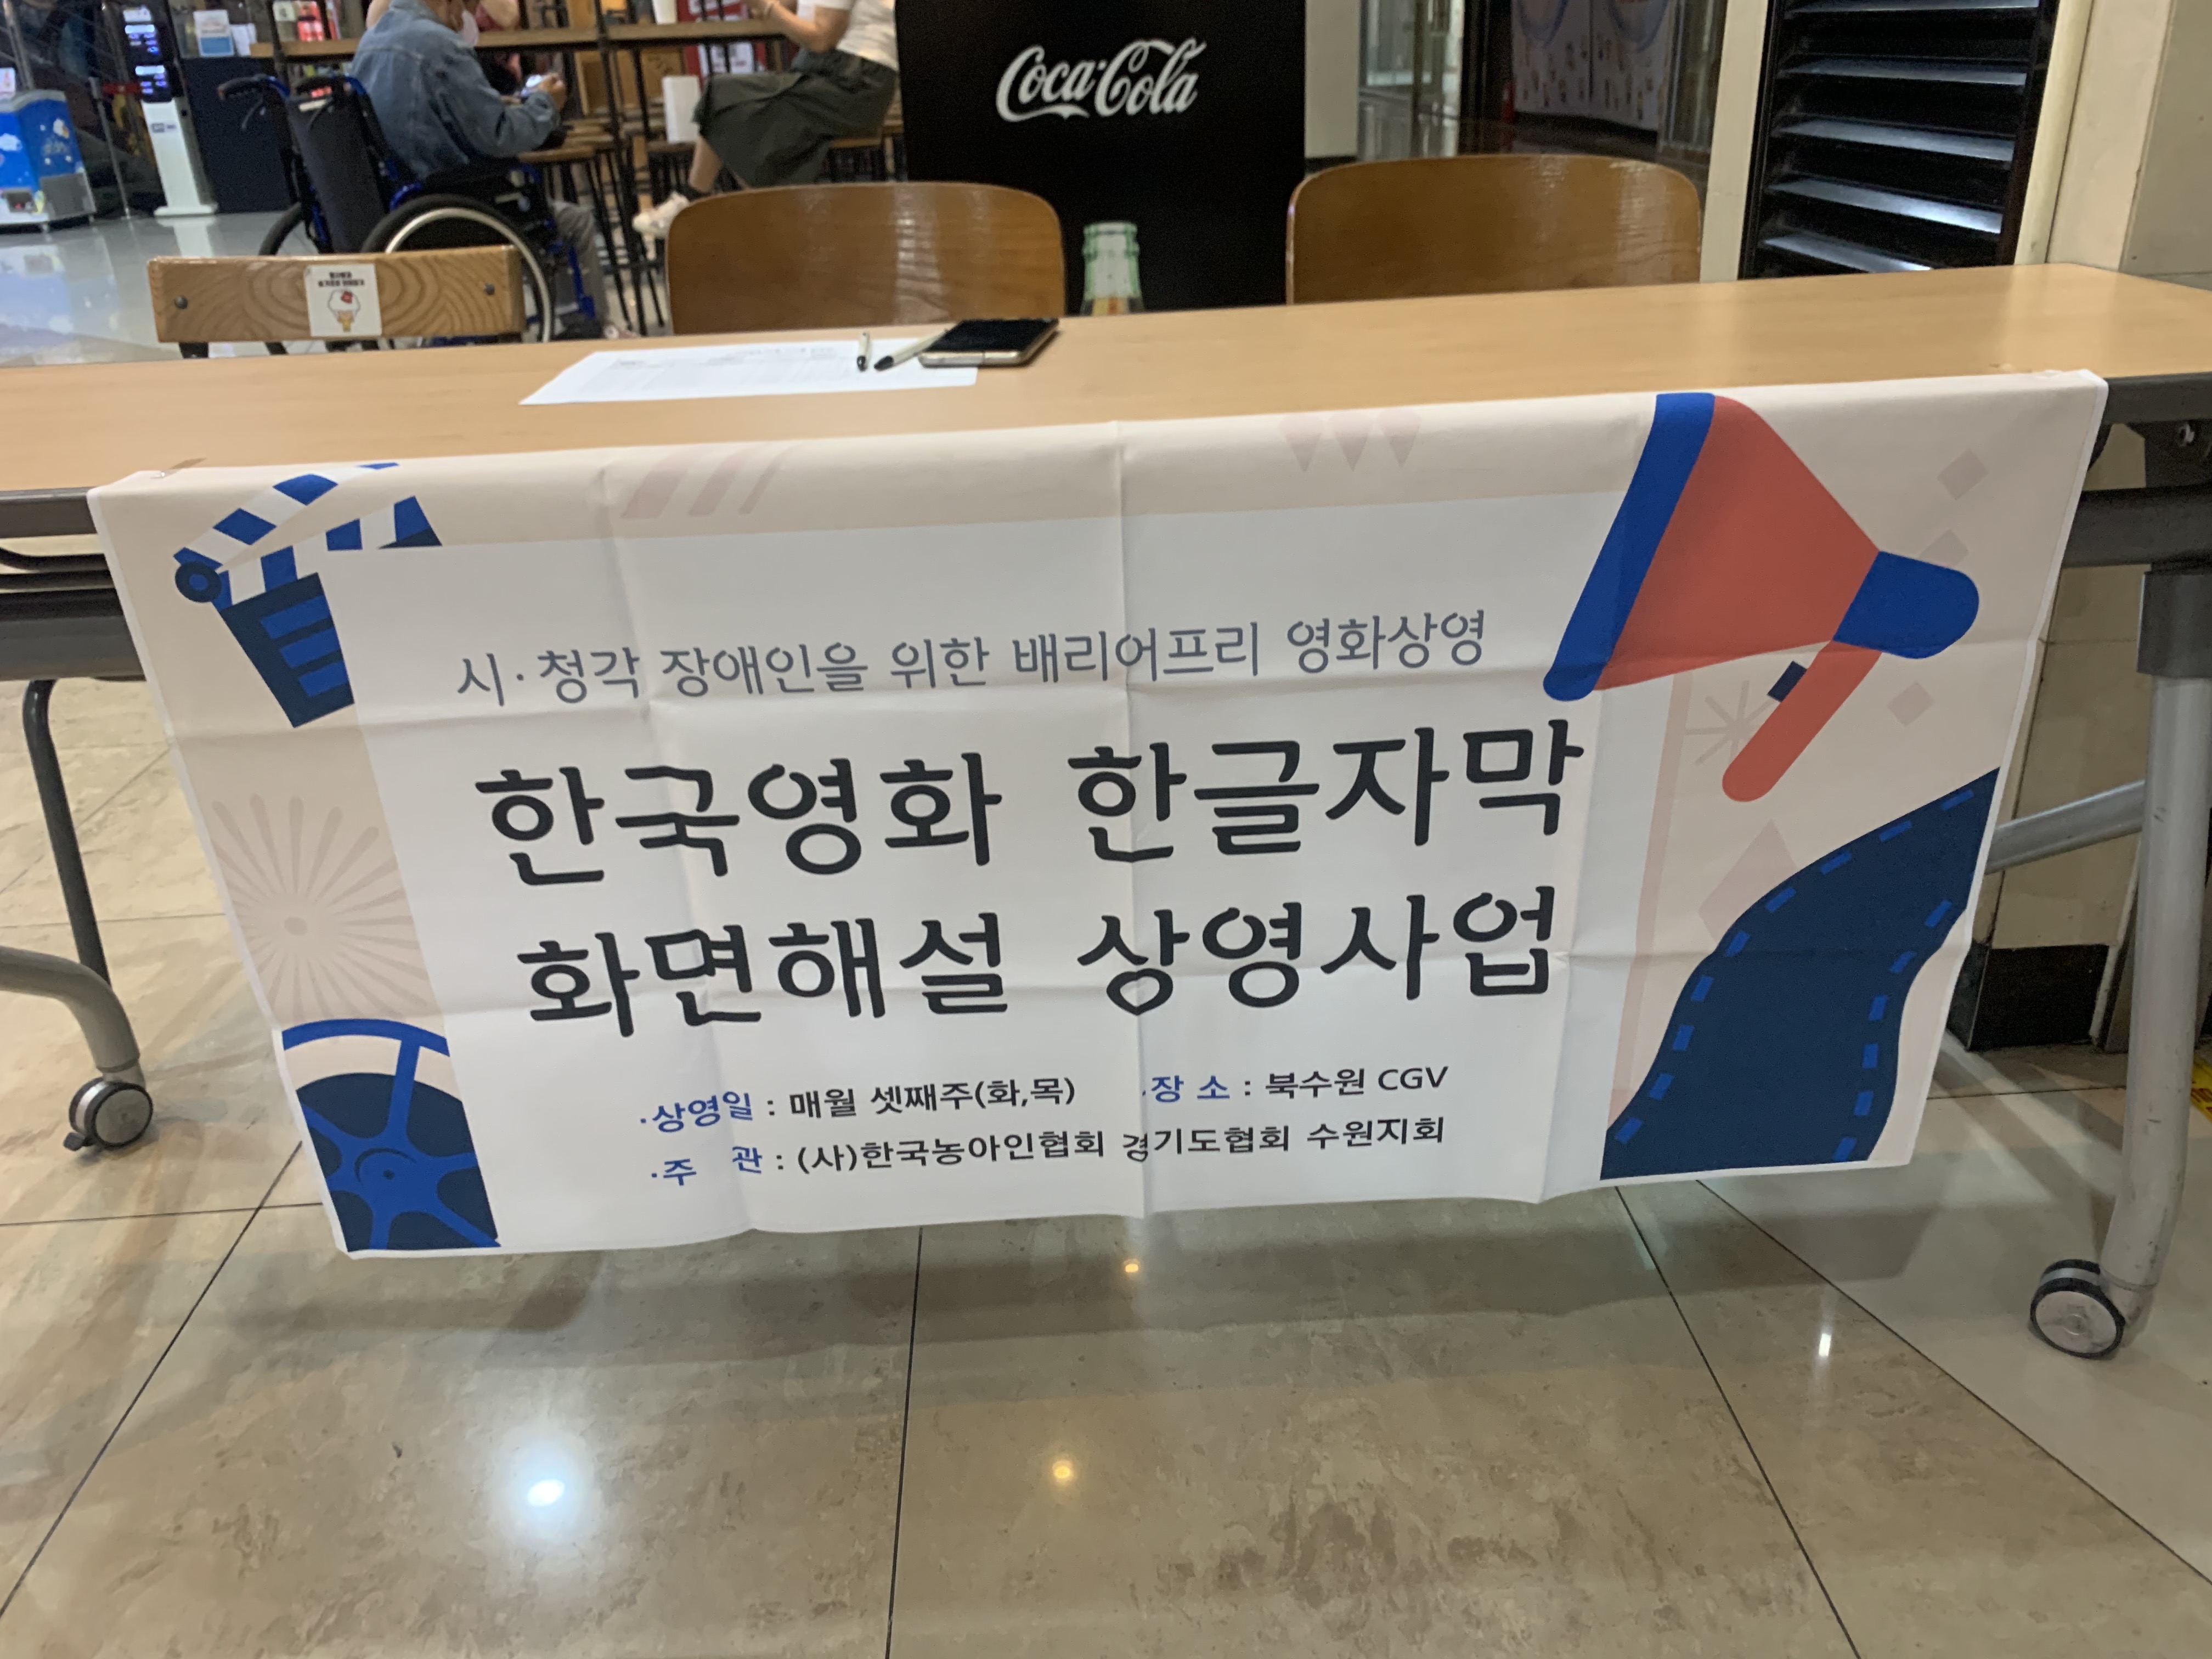 Coca-Cola
시·청각 장애인을 위한 배리어프리 영화상영
한국영화 한글자막
화면해설 상영사업
·상영일 : 매월 셋째주(화,목) ·장 소 : 북수원 CGV
·주 관 : (사)한국농아인협회 경기도협회 수원지회